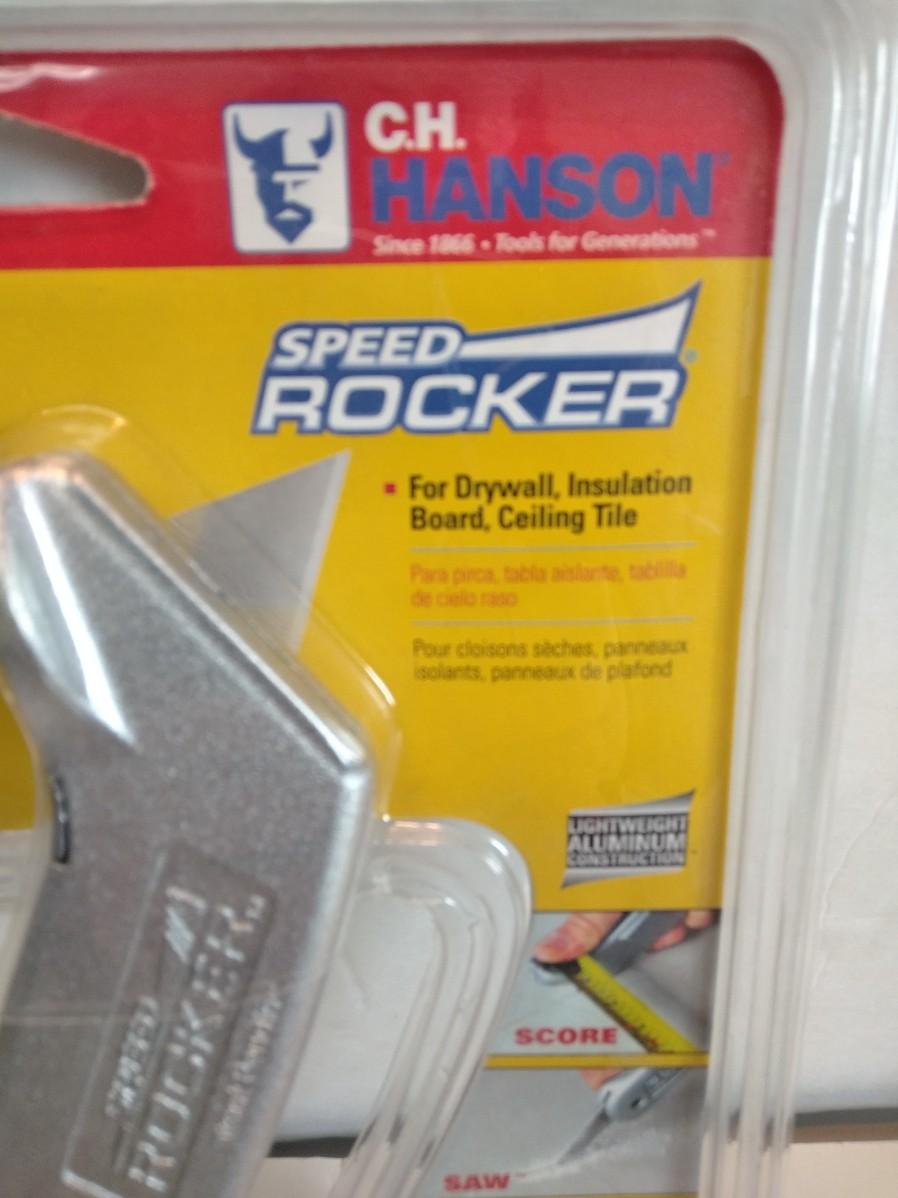 C.H.
HANSON®
Since 1866 • Tools for Generations™
SPEED
ROCKER®
For Drywall, Insulation
Board, Ceiling Tile
Para pirca, tabla aislante, tablilla
de cielo raso
Pour cloisons sèches, panneaux
isolants, panneaux de plafond
LIGHTWEIGHT
ALUMINUM
CONSTRUCTION
SPEED
ROCKER™
SCORE
SAW